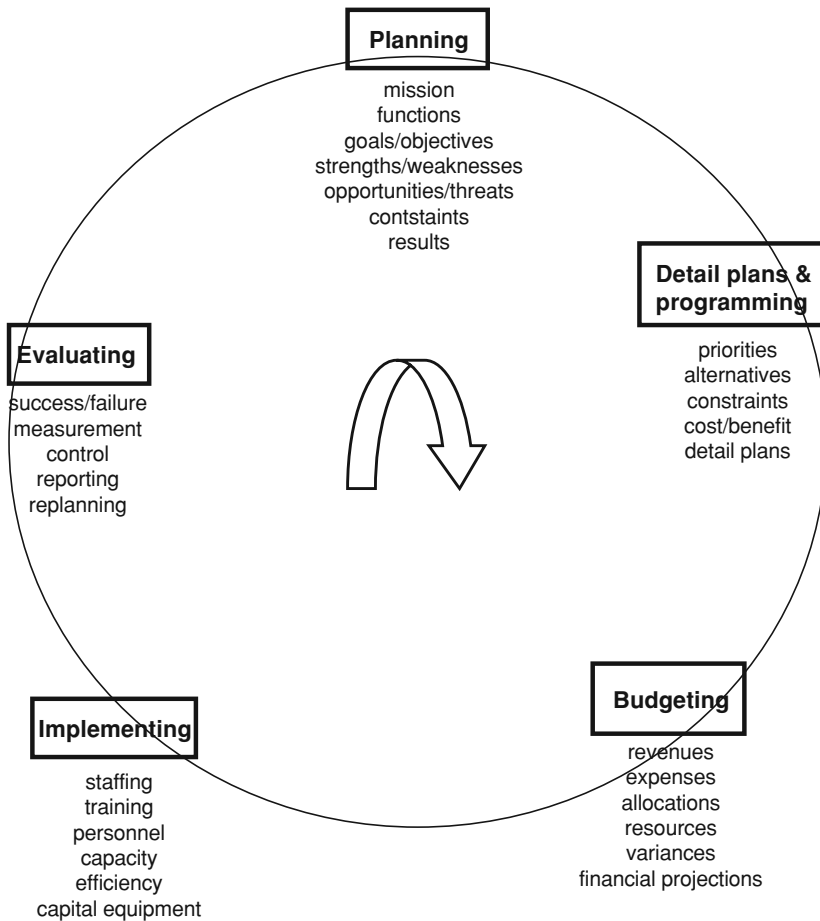 Planning
mission
functions
goals/objectives
strengths/weaknesses
opportunities/threats
contstaints
results
Detail plans &
programming
priorities
alternatives
constraints
cost/benefit
detail plans
Budgeting
revenues
expenses
allocations
resources
variances
financial projections
Implementing
staffing
training
personnel
capacity
efficiency
capital equipment
Evaluating
success/failure
measurement
control
reporting
replanning